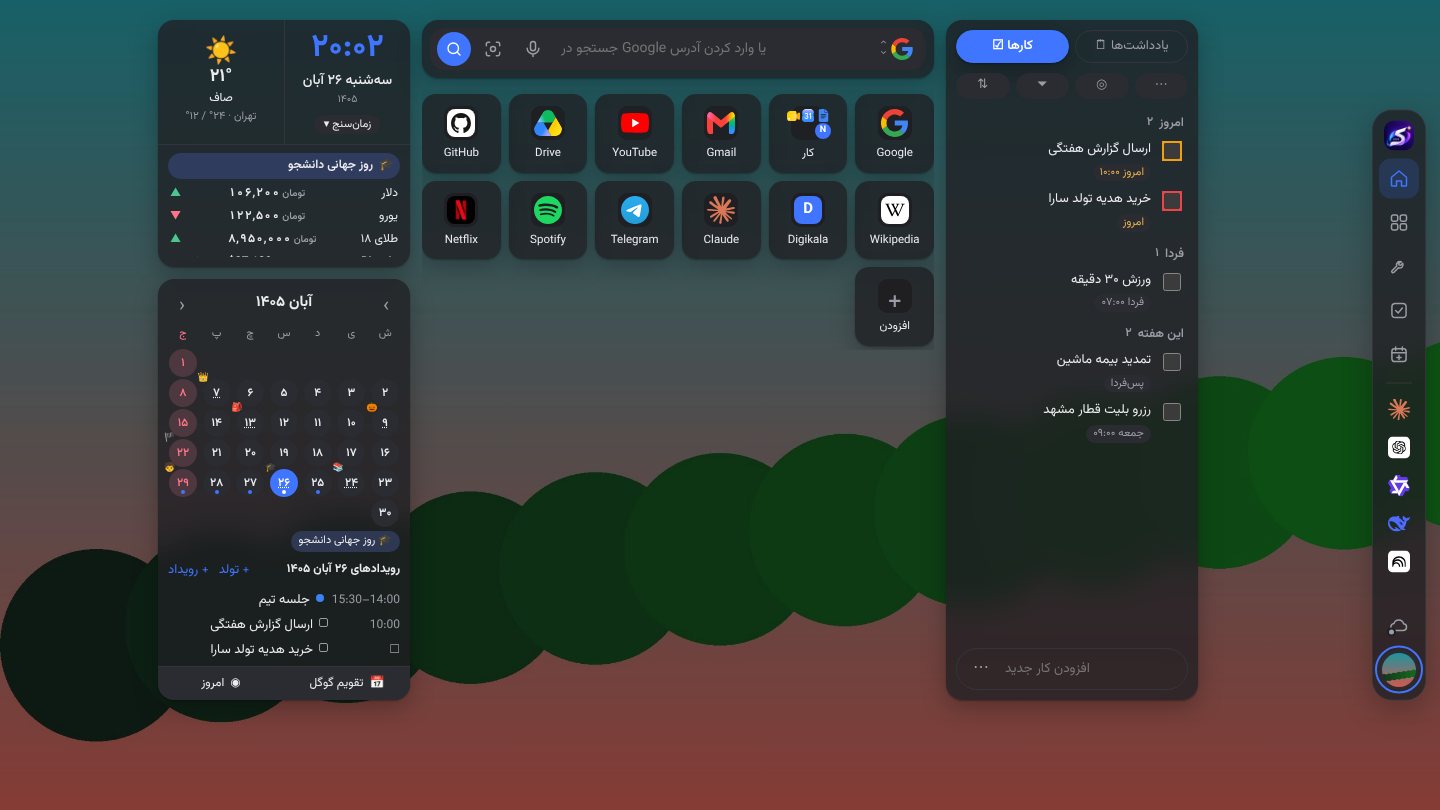 یادداشت‌ها
کارها
امروز ۲
ارسال گزارش هفتگی
امروز ۱۰:۰۰
خرید هدیه تولد سارا
امروز
فردا ۱
ورزش ۳۰ دقیقه
فردا ۰۷:۰۰
این هفته ۲
تمدید بیمه ماشین
پس‌فردا
رزرو بلیت قطار مشهد
جمعه ۰۹:۰۰
افزودن کار جدید
جستجو در Google یا وارد کردن آدرس
Google
کار
Gmail
YouTube
Drive
GitHub
Wikipedia
Digikala
Claude
Telegram
Spotify
Netflix
افزودن
۲۰:۰۲
سه‌شنبه ۲۶ آبان
۱۴۰۵
زمان‌سنج ▾
۲۱°
صاف
تهران · ۲۴° / ۱۲°
روز جهانی دانشجو
دلار ۱۰۶,۲۰۰ تومان
یورو ۱۲۲,۵۰۰ تومان
طلای ۱۸ ۸,۹۵۰,۰۰۰ تومان
آبان ۱۴۰۵
ش ی د س چ پ ج
۱
۲ ۳ ۴ ۵ ۶ ۷ ۸
۹ ۱۰ ۱۱ ۱۲ ۱۳ ۱۴ ۱۵
۱۶ ۱۷ ۱۸ ۱۹ ۲۰ ۲۱ ۲۲
۲۳ ۲۴ ۲۵ ۲۶ ۲۷ ۲۸ ۲۹
۳۰
روز جهانی دانشجو
رویدادهای ۲۶ آبان ۱۴۰۵
+ تولد
+ رویداد
14:00–15:30 جلسه تیم
10:00 ارسال گزارش هفتگی
خرید هدیه تولد سارا
تقویم گوگل
امروز